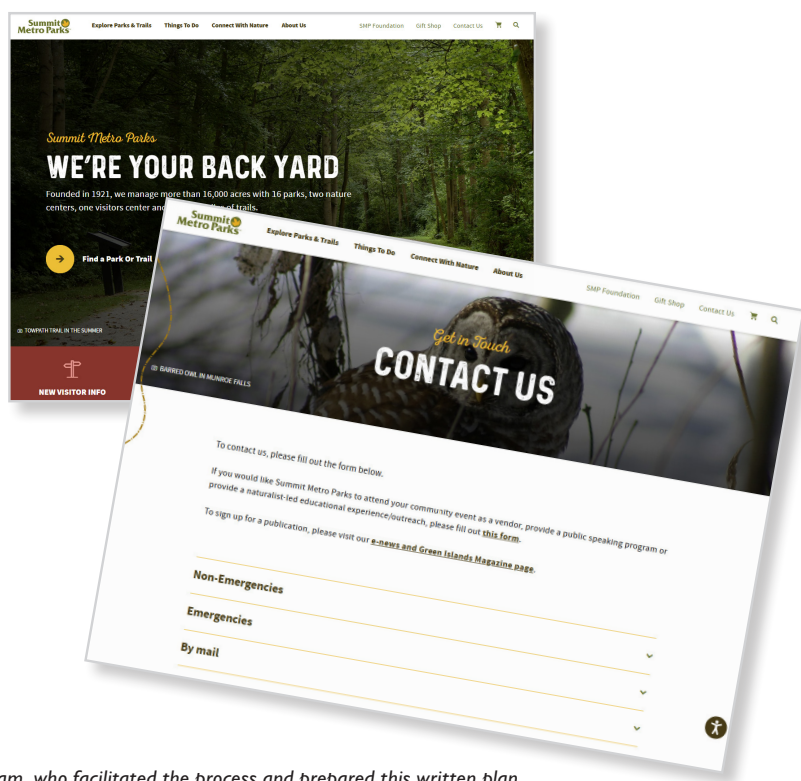 Summit
Metro Parks
Explore Parks & Trails
Things To Do
Connect With Nature
About Us
SMP Foundation
Gift Shop
Contact Us
Summit Metro Parks
WE'RE YOUR BACK YARD
Founded in 1921, we manage more than 16,000 acres with 16 parks, two nature
centers, one visitors center and of trails.
Find a Park Or Trail
TOWPATH TRAIL IN THE SUMMER
NEW VISITOR INFO
Summit
Metro Parks
Explore Parks & Trails
Things To Do
Connect With Nature
About Us
SMP Foundation
Gift Shop
Contact Us
Get in Touch
CONTACT US
BARRED OWL IN MUNROE FALLS
To contact us, please fill out the form below.
If you would like Summit Metro Parks to attend your community event as a vendor, provide a public speaking program or
provide a naturalist-led educational experience/outreach, please fill out this form.
To sign up for a publication, please visit our e-news and Green Islands Magazine page.
Non-Emergencies
Emergencies
By mail
who facilitated the process and prepared this written plan